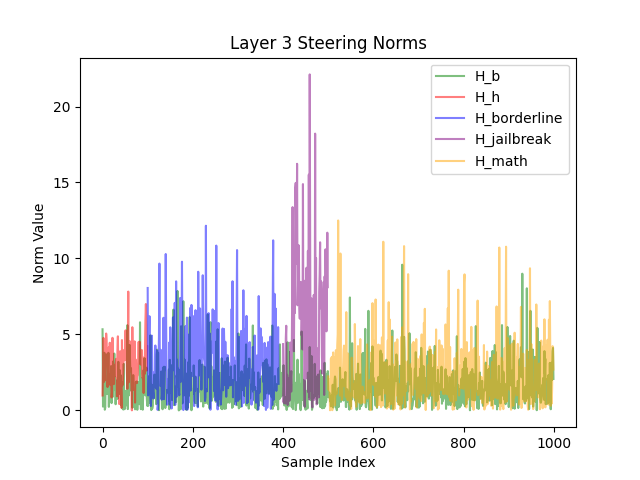 Layer 3 Steering Norms
H_b
H_h
H_borderline
H_jailbreak
H_math
Norm Value
20
15
10
5
0
0 200 400 600 800 1000
Sample Index